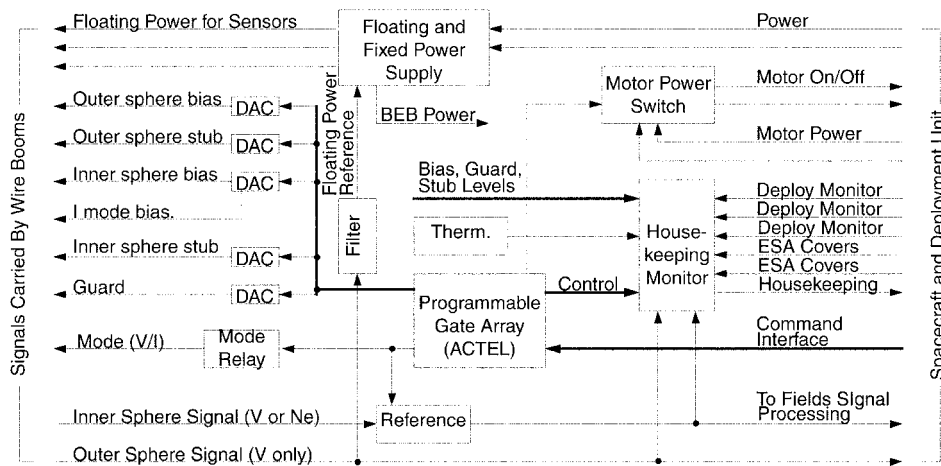 Floating Power for Sensors
Floating and
Fixed Power
Supply
Power
Motor Power
Switch
Motor On/Off
Outer sphere bias
DAC
BEB Power
Outer sphere stub
DAC
Motor Power
Floating Power
Reference
Inner sphere bias
DAC
Bias, Guard,
Stub Levels
Deploy Monitor
I mode bias.
Deploy Monitor
Filter
Therm.
House-
keeping
Monitor
Deploy Monitor
Inner sphere stub
DAC
ESA Covers
ESA Covers
Guard
DAC
Programmable
Gate Array
(ACTEL)
Control
Housekeeping
Mode (V/I)
Mode
Relay
Command
Interface
Inner Sphere Signal (V or Ne)
Reference
To Fields SIgnal
Processing
Outer Sphere Signal (V only)
Signals Carried By Wire Booms
Spacecraft and Deployment Unit